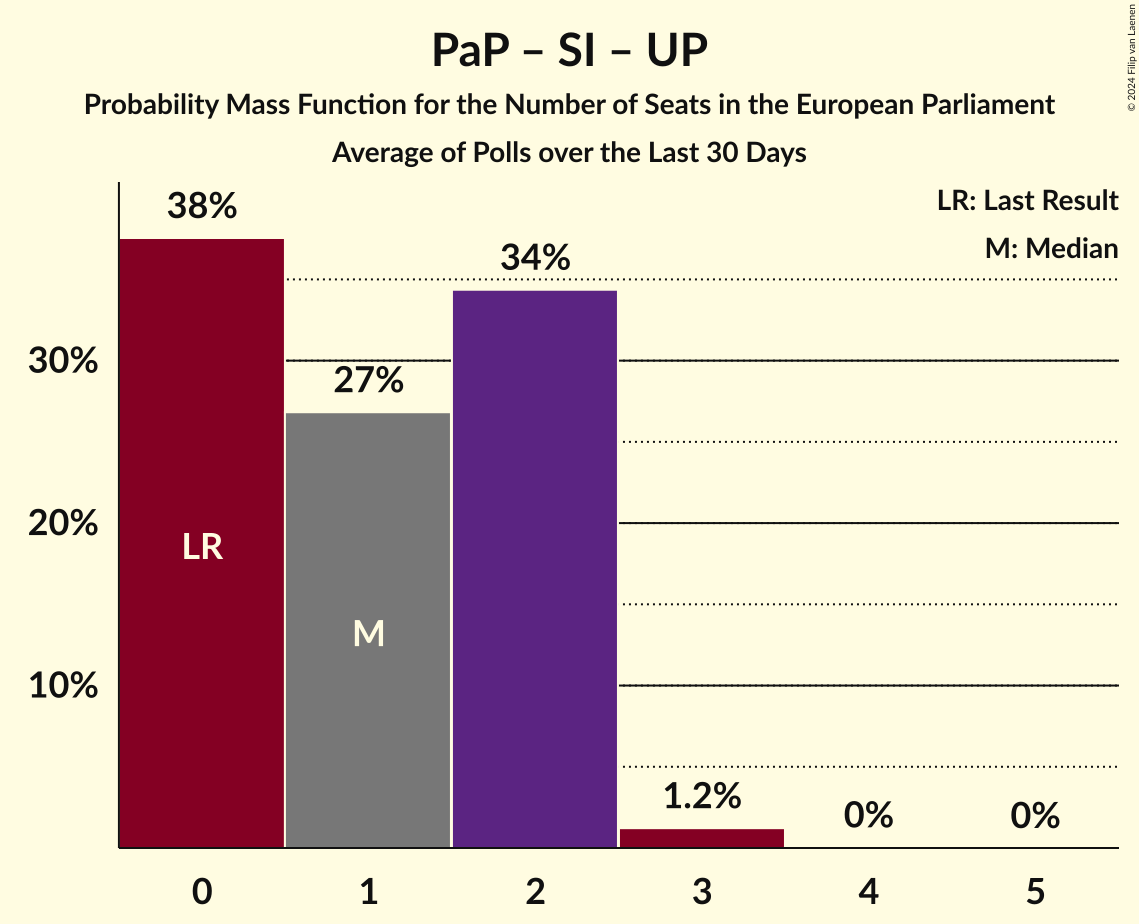 PaP – SI – UP
Probability Mass Function for the Number of Seats in the European Parliament
Average of Polls over the Last 30 Days
© 2024 Filip van Laenen
LR: Last Result
M: Median
38%
34%
30%
27%
20%
LR
M
10%
1.2%
0%
0%
0 1 2 3 4 5